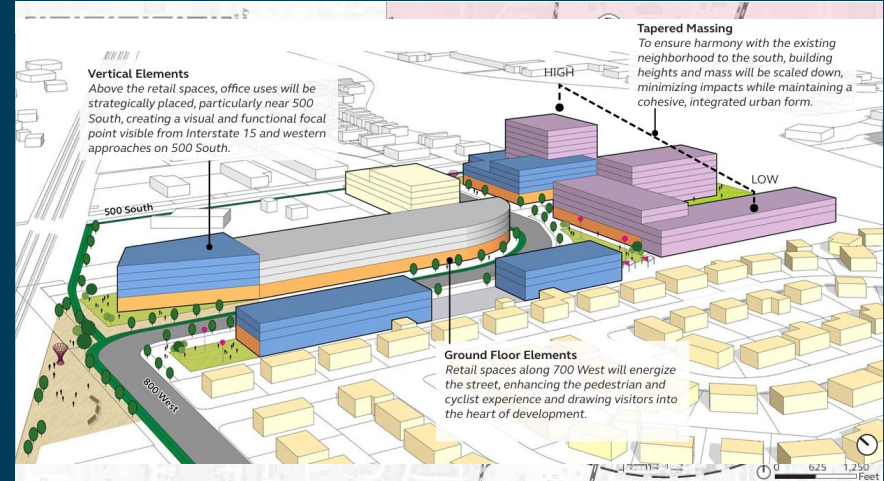 Tapered Massing
To ensure harmony with the existing
neighborhood to the south, building
heights and mass will be scaled down,
minimizing impacts while maintaining a
cohesive, integrated urban form.
HIGH
Vertical Elements
Above the retail spaces, office uses will be
strategically placed, particularly near 500
South, creating a visual and functional focal
point visible from Interstate 15 and western
approaches on 500 South.
LOW
500 South
Ground Floor Elements
Retail spaces along 700 West will energize
the street, enhancing the pedestrian and
cyclist experience and drawing visitors into
the heart of development.
800 West
0 625 1,250
Feet